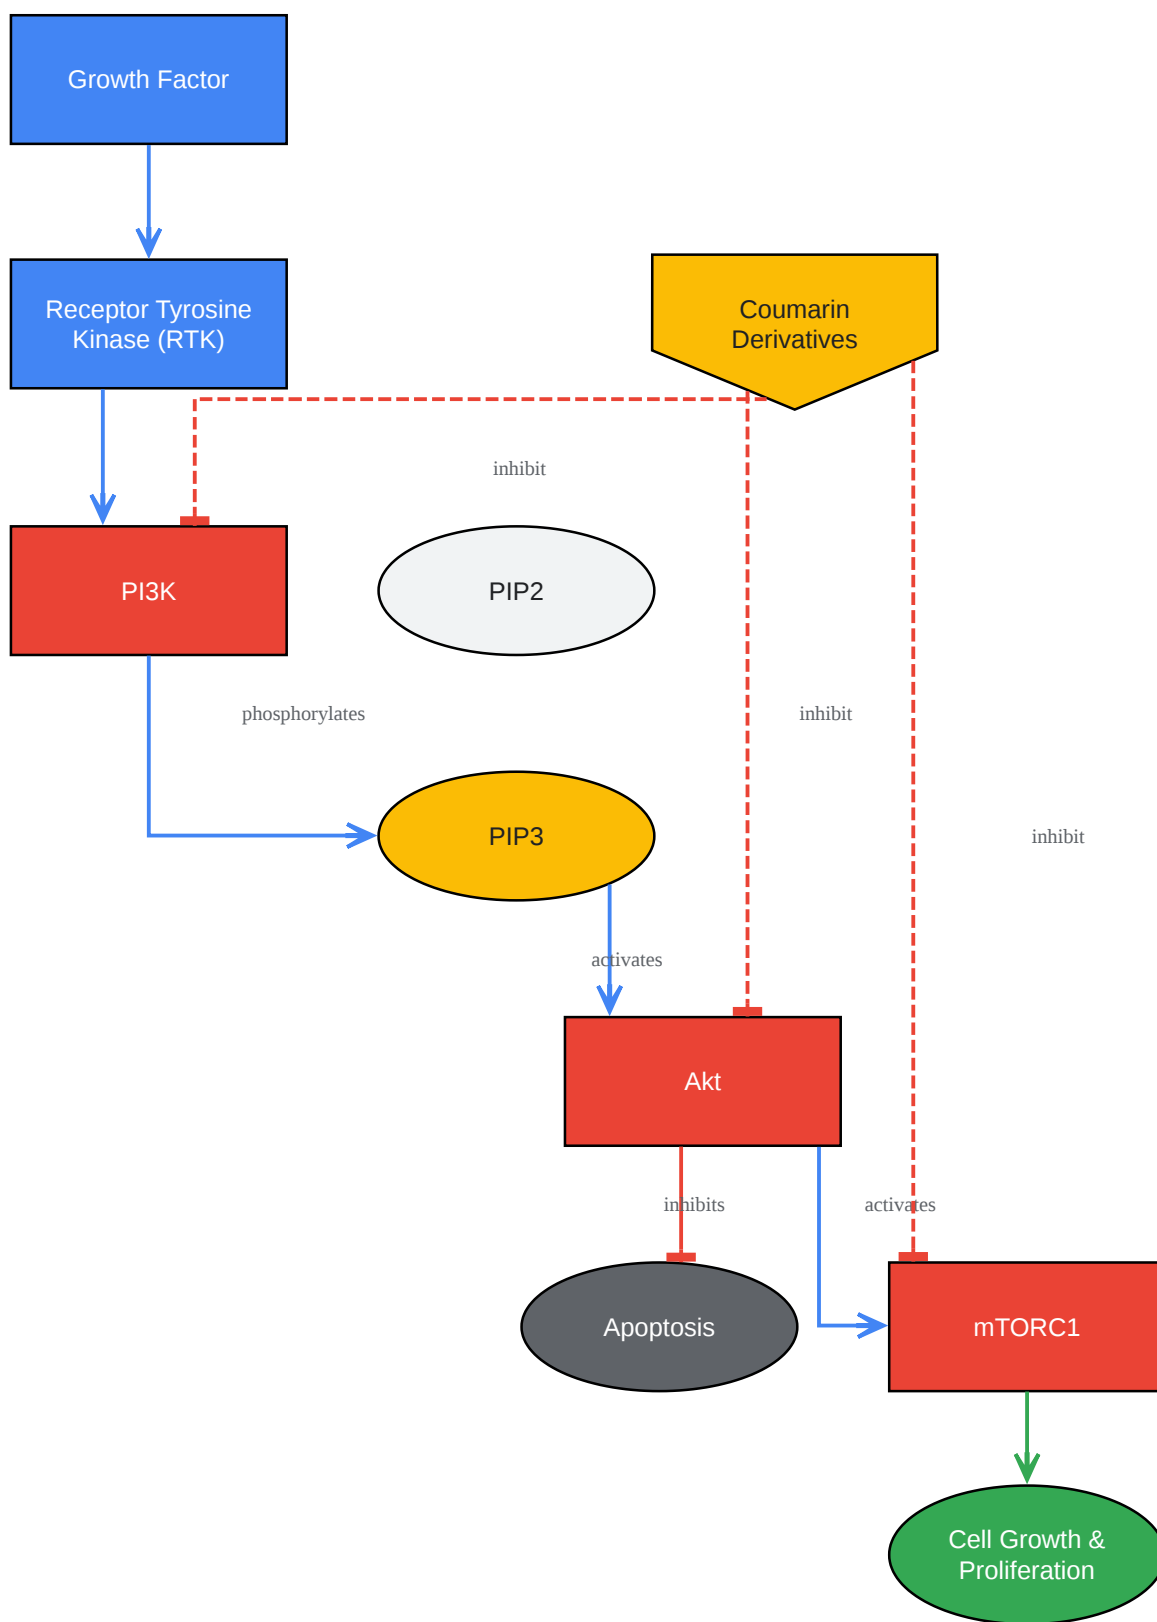 Growth Factor
Receptor Tyrosine
Kinase (RTK)
Coumarin
Derivatives
inhibit
PI3K
PIP2
phosphorylates
inhibit
PIP3
inhibit
activates
Akt
inhibits
activates
Apoptosis
mTORC1
Cell Growth &
Proliferation